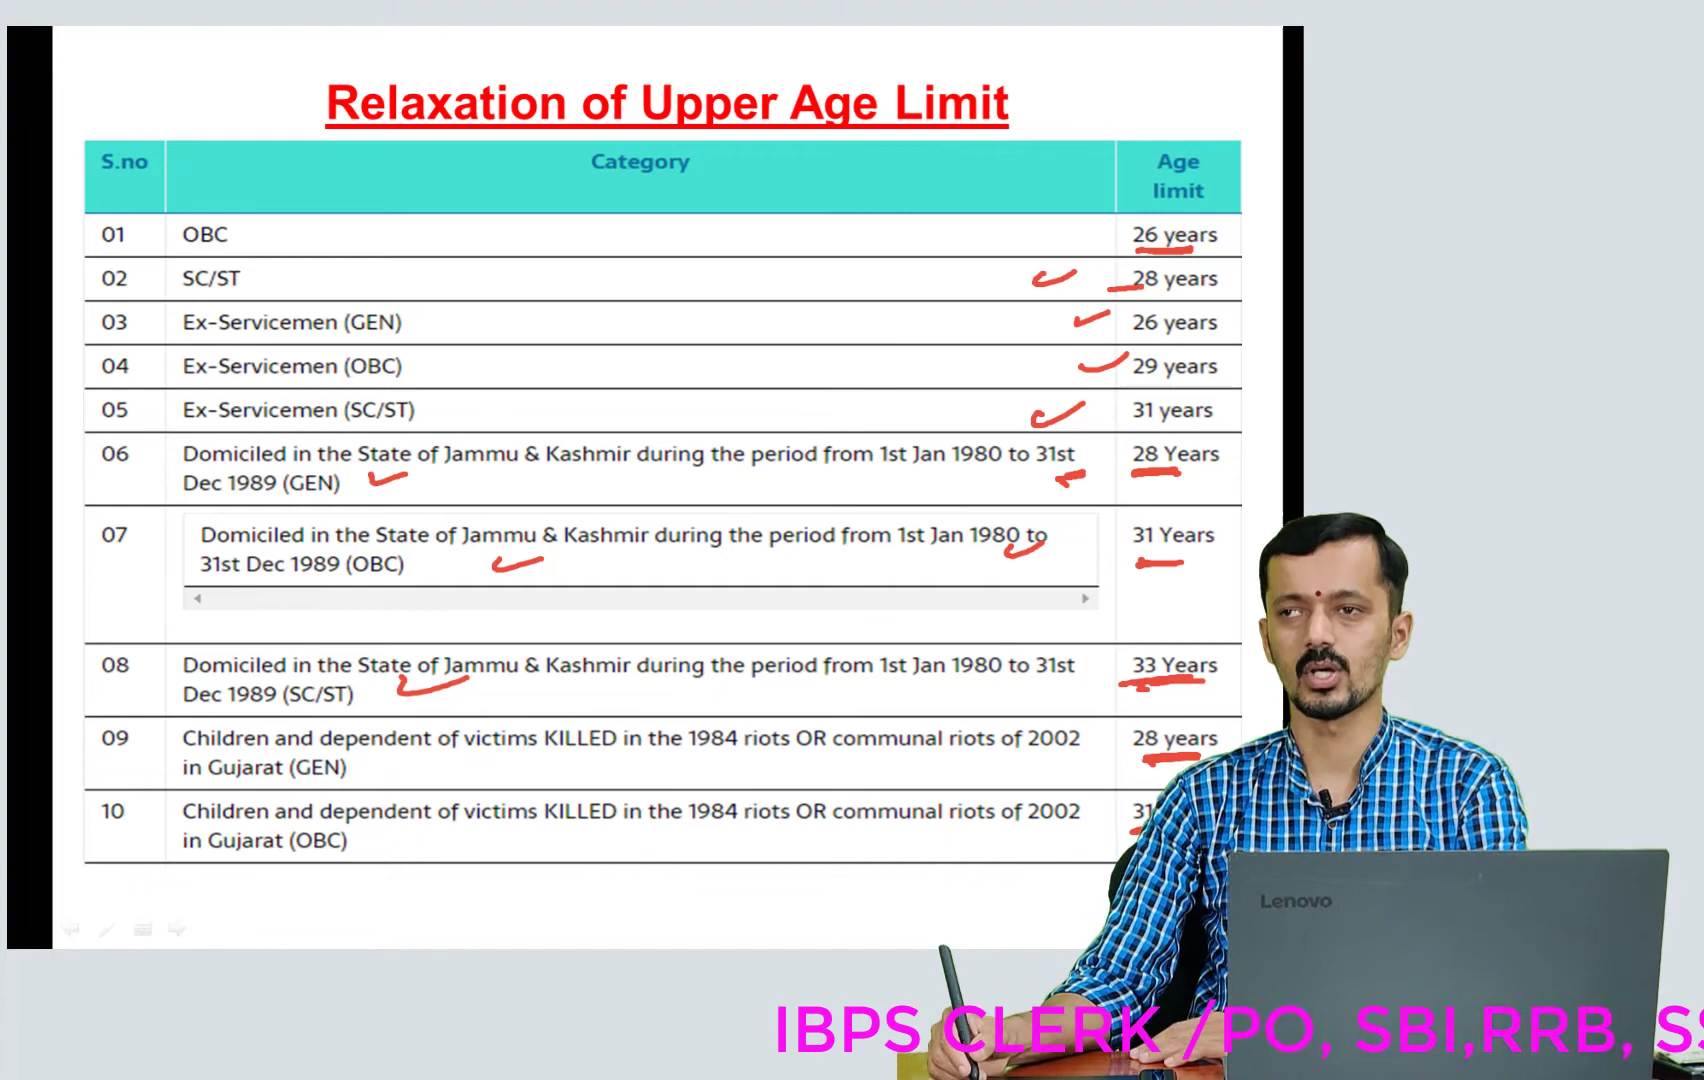 Relaxation of Upper Age Limit
S.no Category Age limit
01 OBC 26 years
02 SC/ST 28 years
03 Ex-Servicemen (GEN) 26 years
04 Ex-Servicemen (OBC) 29 years
05 Ex-Servicemen (SC/ST) 31 years
06 Domiciled in the State of Jammu & Kashmir during the period from 1st Jan 1980 to 31st 28 Years
Dec 1989 (GEN)
07 Domiciled in the State of Jammu & Kashmir during the period from 1st Jan 1980 to 31 Years
31st Dec 1989 (OBC)
08 Domiciled in the State of Jammu & Kashmir during the period from 1st Jan 1980 to 31st 33 Years
Dec 1989 (SC/ST)
09 Children and dependent of victims KILLED in the 1984 riots OR communal riots of 2002 28 years
in Gujarat (GEN)
10 Children and dependent of victims KILLED in the 1984 riots OR communal riots of 2002 31
in Gujarat (OBC)
Lenovo
IBPS CLERK /PO, SBI,RRB,